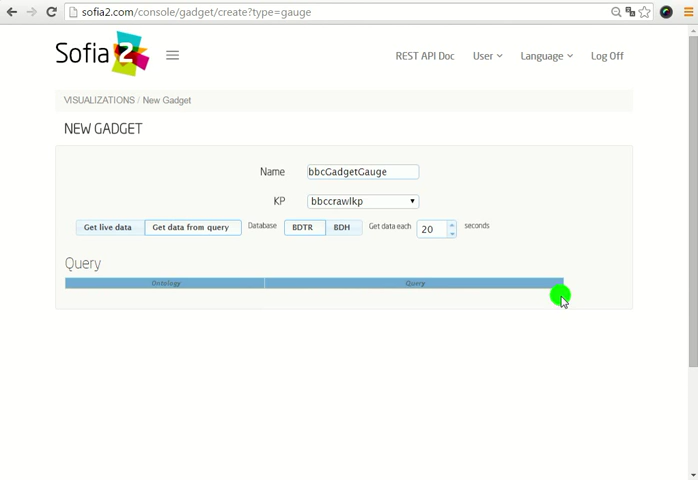 sofia2.com/console/gadget/create?type=gauge
Sofia 2
REST API Doc User Language Log Off
VISUALIZATIONS / New Gadget
NEW GADGET
Name bbcGadgetGauge
KP bbccrawlkp
Get live data Get data from query Database BDTR BDH Get data each 20 seconds
Query
Ontology Query